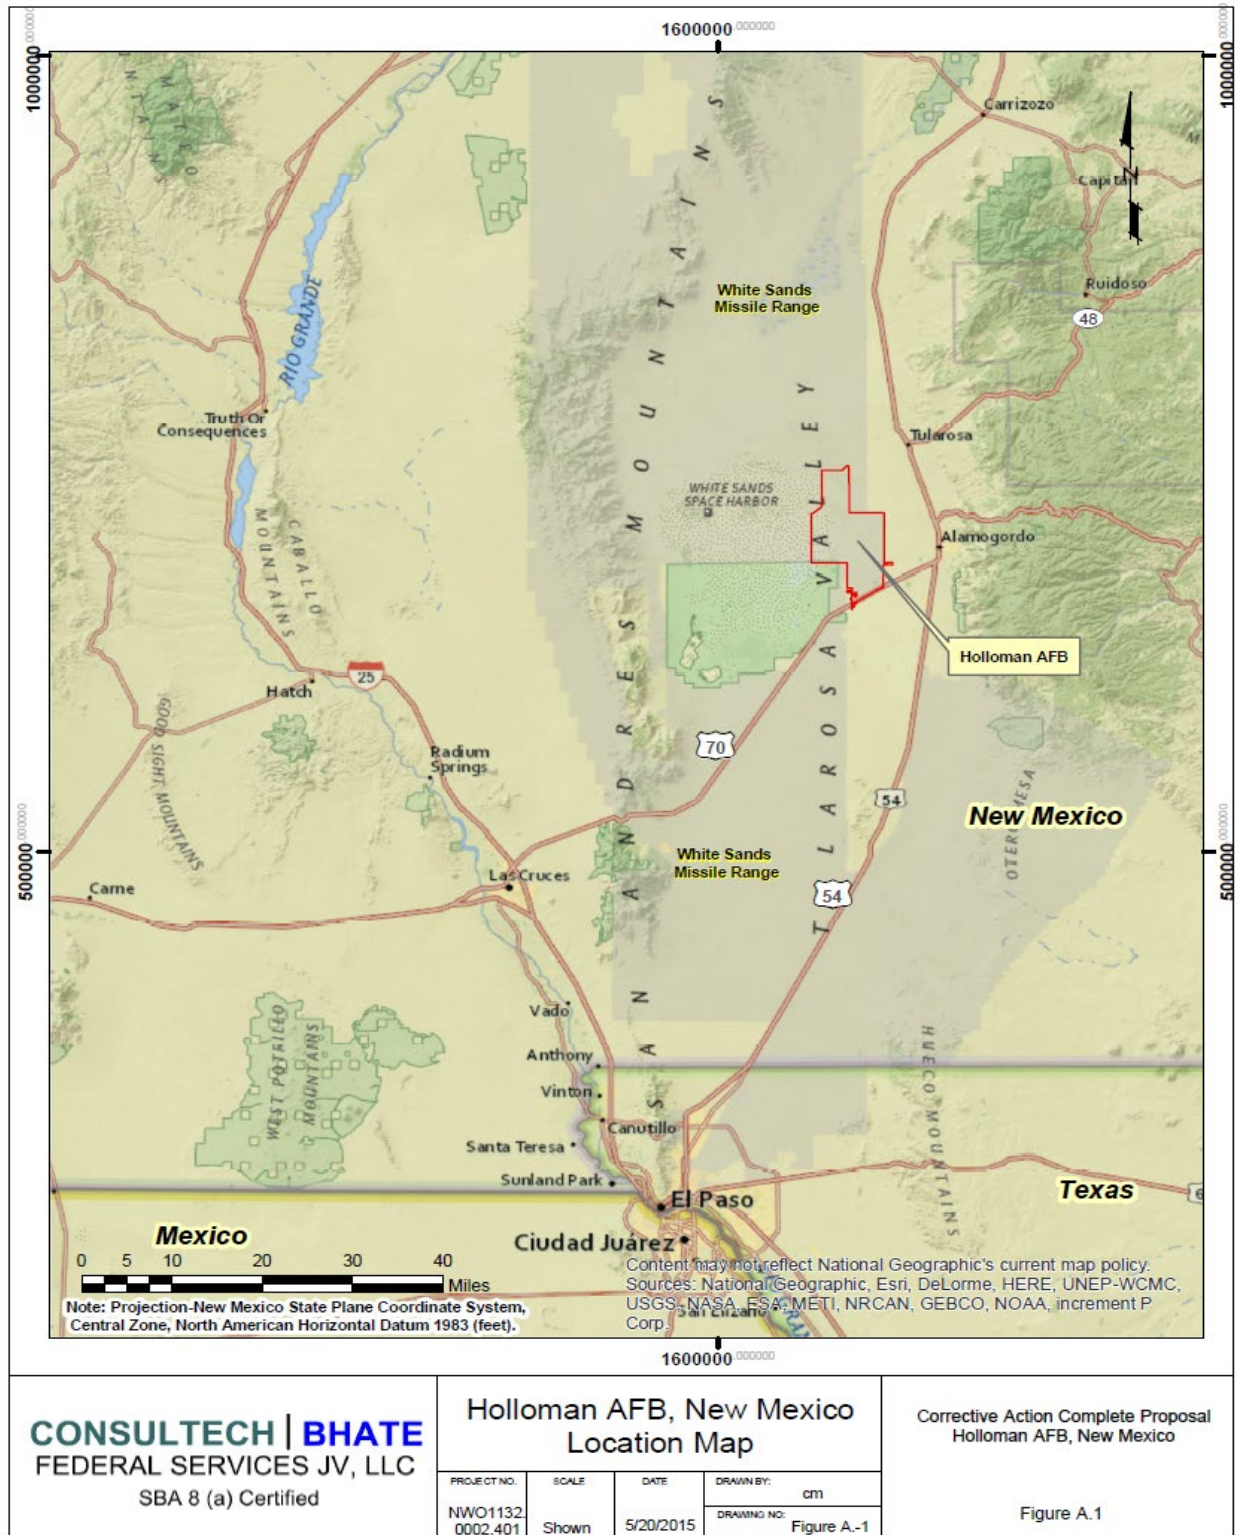 1600000.000000
1000000.000000
1000000.000000
MATEO
Carrizozo
N
Capitan
M
RIO GRANDE
White Sands
Missile Range
Ruidoso
48
Truth Or
Consequences
Tularosa
WHITE SANDS
SPACE HARBOR
CABALLO
MOUNTAINS
SAN ANDRES MOUNTAINS
TULAROSA VALLEY
Alamogordo
Holloman AFB
25
Hatch
GOOD SIGHT MOUNTAINS
70
Radium
Springs
54
New Mexico
OTERO MESA
500000.000000
500000.000000
White Sands
Missile Range
Las Cruces
54
Carne
Vado
WEST POTRILLO
MOUNTAINS
HUECO MOUNTAINS
Anthony
Vinton
Canutillo
Santa Teresa
Sunland Park
El Paso
Texas
6
Mexico
Ciudad Juárez
0 5 10 20 30 40
Miles
Content may not reflect National Geographic's current map policy.
Sources: National Geographic, Esri, DeLorme, HERE, UNEP-WCMC,
USGS, NASA, ESA, METI, NRCAN, GEBCO, NOAA, increment P
Corp.
San Elizario
Note: Projection-New Mexico State Plane Coordinate System,
Central Zone, North American Horizontal Datum 1983 (feet).
1600000.000000
CONSULTECH | BHATE
FEDERAL SERVICES JV, LLC
SBA 8 (a) Certified
Holloman AFB, New Mexico
Location Map
PROJECT NO.
NWO1132.
0002.401
SCALE
Shown
DATE
5/20/2015
DRAWN BY:
cm
DRAWING NO:
Figure A.-1
Corrective Action Complete Proposal
Holloman AFB, New Mexico
Figure A.1